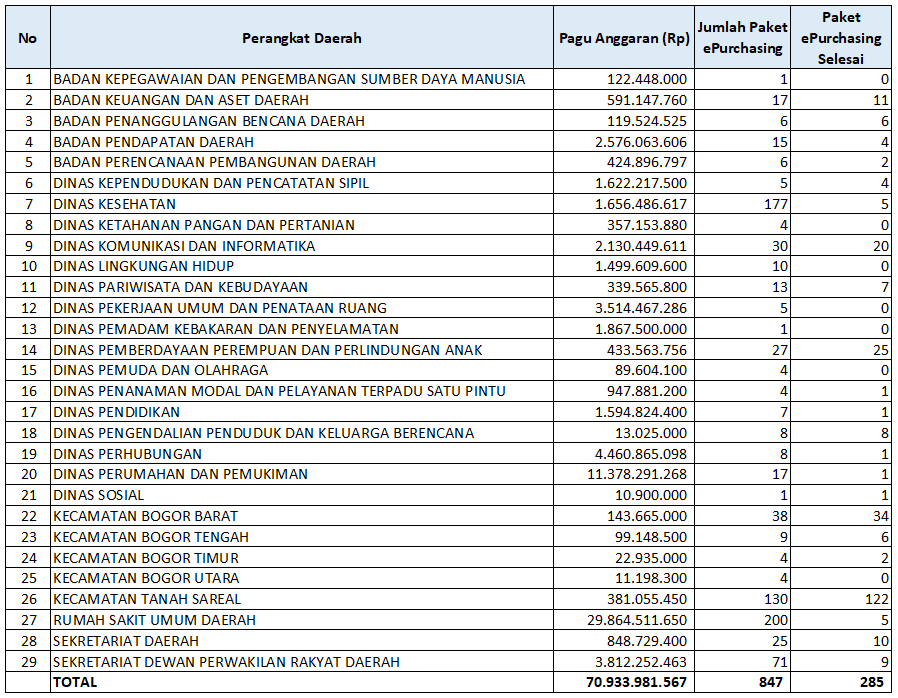 No Perangkat Daerah Pagu Anggaran (Rp) Jumlah Paket ePurchasing Paket ePurchasing Selesai
1 BADAN KEPEGAWAIAN DAN PENGEMBANGAN SUMBER DAYA MANUSIA 122.448.000 1 0
2 BADAN KEUANGAN DAN ASET DAERAH 591.147.760 17 11
3 BADAN PENANGGULANGAN BENCANA DAERAH 119.524.525 6 6
4 BADAN PENDAPATAN DAERAH 2.576.063.606 15 4
5 BADAN PERENCANAAN PEMBANGUNAN DAERAH 424.896.797 6 2
6 DINAS KEPENDUDUKAN DAN PENCATATAN SIPIL 1.622.217.500 5 4
7 DINAS KESEHATAN 1.656.486.617 177 5
8 DINAS KETAHANAN PANGAN DAN PERTANIAN 357.153.880 4 0
9 DINAS KOMUNIKASI DAN INFORMATIKA 2.130.449.611 30 20
10 DINAS LINGKUNGAN HIDUP 1.499.609.600 10 0
11 DINAS PARIWISATA DAN KEBUDAYAAN 339.565.800 13 7
12 DINAS PEKERJAAN UMUM DAN PENATAAN RUANG 3.514.467.286 5 0
13 DINAS PEMADAM KEBAKARAN DAN PENYELAMATAN 1.867.500.000 1 0
14 DINAS PEMBERDAYAAN PEREMPUAN DAN PERLINDUNGAN ANAK 433.563.756 27 25
15 DINAS PEMUDA DAN OLAHRAGA 89.604.100 4 0
16 DINAS PENANAMAN MODAL DAN PELAYANAN TERPADU SATU PINTU 947.881.200 4 1
17 DINAS PENDIDIKAN 1.594.824.400 7 1
18 DINAS PENGENDALIAN PENDUDUK DAN KELUARGA BERENCANA 13.025.000 8 8
19 DINAS PERHUBUNGAN 4.460.865.098 8 1
20 DINAS PERUMAHAN DAN PEMUKIMAN 11.378.291.268 17 1
21 DINAS SOSIAL 10.900.000 1 1
22 KECAMATAN BOGOR BARAT 143.665.000 38 34
23 KECAMATAN BOGOR TENGAH 99.148.500 9 6
24 KECAMATAN BOGOR TIMUR 22.935.000 4 2
25 KECAMATAN BOGOR UTARA 11.198.300 4 0
26 KECAMATAN TANAH SAREAL 381.055.450 130 122
27 RUMAH SAKIT UMUM DAERAH 29.864.511.650 200 5
28 SEKRETARIAT DAERAH 848.729.400 25 10
29 SEKRETARIAT DEWAN PERWAKILAN RAKYAT DAERAH 3.812.252.463 71 9
TOTAL 70.933.981.567 847 285